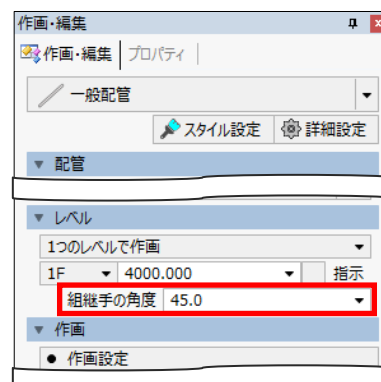 作画・編集
作画・編集 プロパティ
一般配管
スタイル設定 詳細設定
配管
レベル
1つのレベルで作画
1F 4000.000 指示
組継手の角度 45.0
作画
作画設定